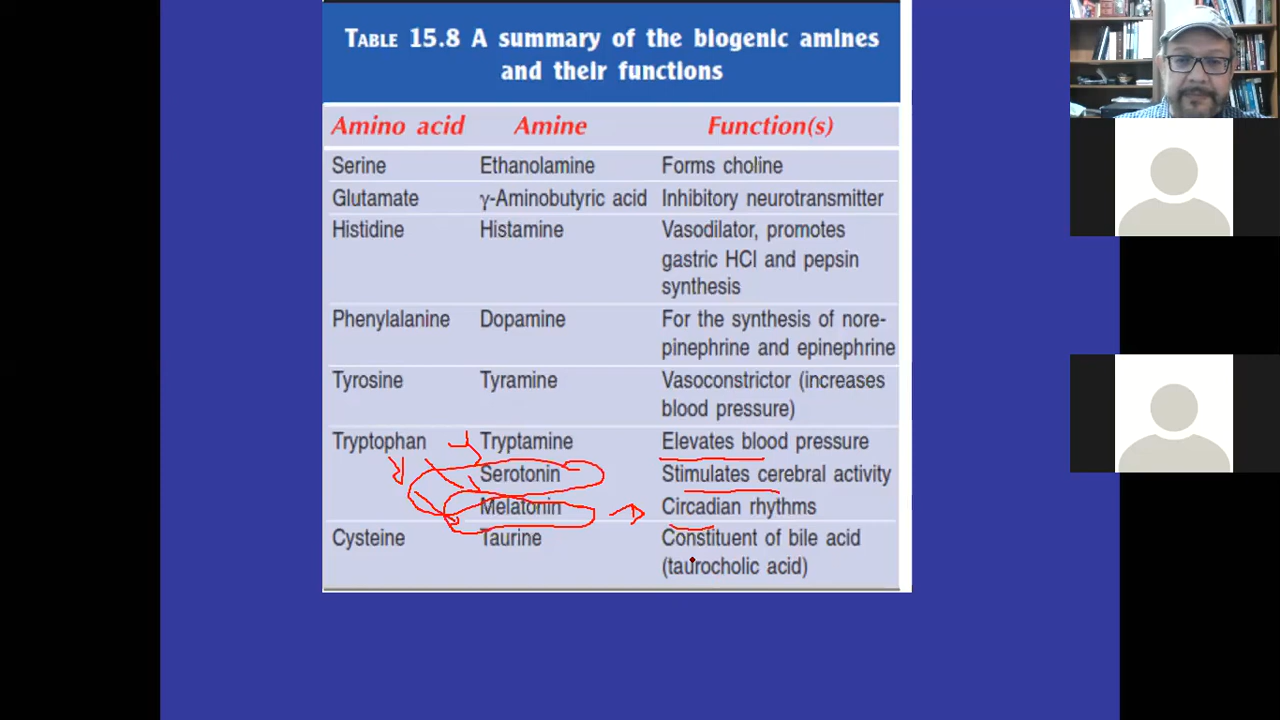 TABLE 15.8 A summary of the biogenic amines
and their functions
Amino acid Amine Function(s)
Serine Ethanolamine Forms choline
Glutamate γ-Aminobutyric acid Inhibitory neurotransmitter
Histidine Histamine Vasodilator, promotes
gastric HCl and pepsin
synthesis
Phenylalanine Dopamine For the synthesis of nore-
pinephrine and epinephrine
Tyrosine Tyramine Vasoconstrictor (increases
blood pressure)
Tryptophan Tryptamine Elevates blood pressure
Serotonin Stimulates cerebral activity
Melatonin Circadian rhythms
Cysteine Taurine Constituent of bile acid
(taurocholic acid)